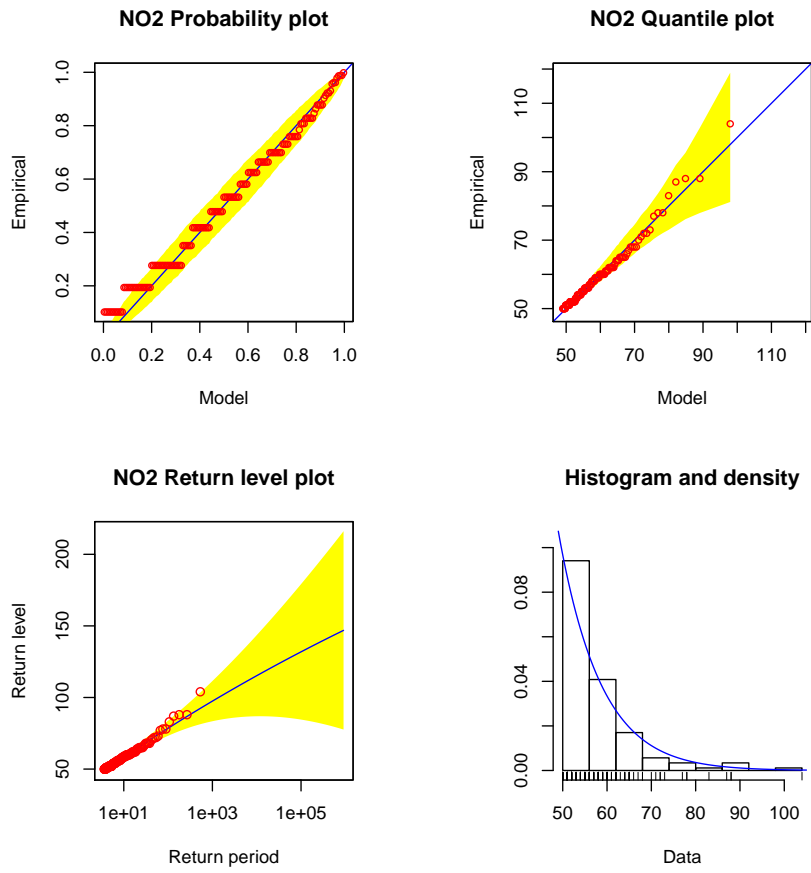 NO2 Probability plot
Empirical
1.0
0.8
0.6
0.4
0.2
0.0 0.2 0.4 0.6 0.8 1.0
Model
NO2 Quantile plot
Empirical
110
90
70
50
50 70 90 110
Model
NO2 Return level plot
Return level
200
150
100
50
1e+01 1e+03 1e+05
Return period
Histogram and density
0.08
0.04
0.00
50 60 70 80 90 100
Data